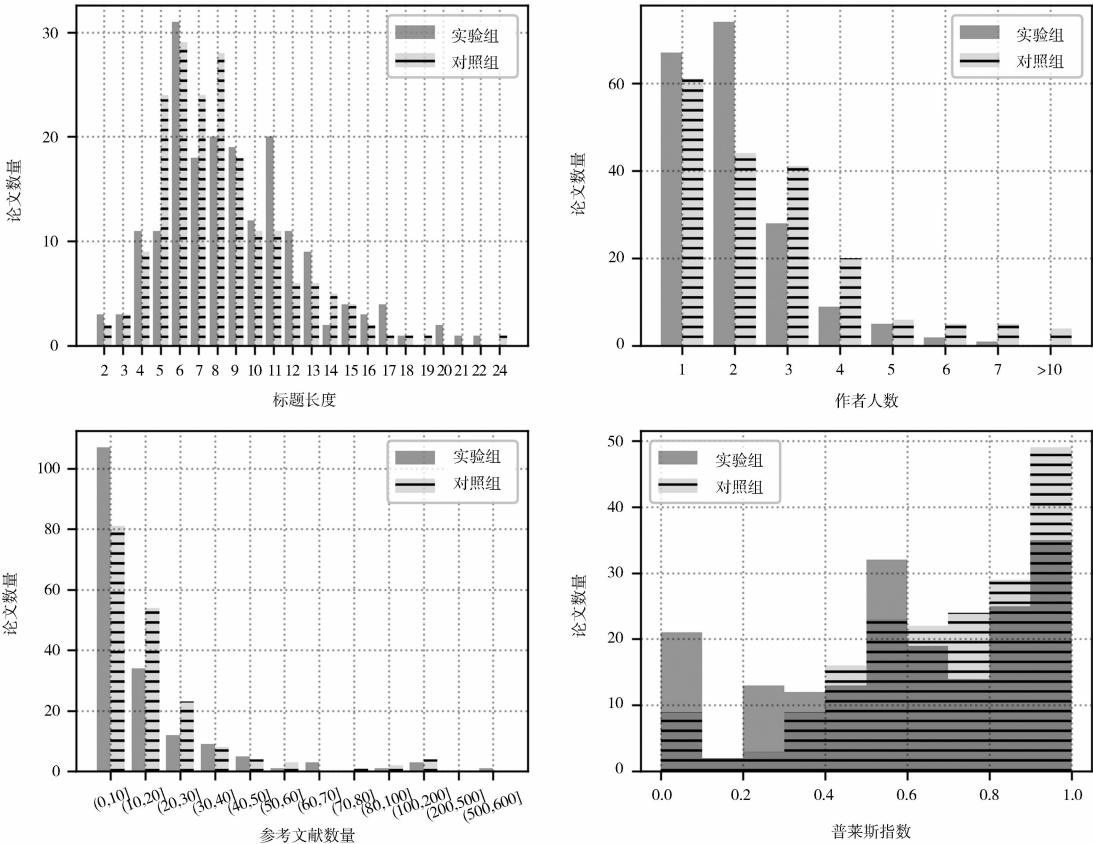 实验组
对照组
论文数量
30
20
10
0
2 3 4 5 6 7 8 9 10 11 12 13 14 15 16 17 18 19 20 21 22 24
标题长度
实验组
对照组
论文数量
60
40
20
0
1 2 3 4 5 6 7 >10
作者人数
实验组
对照组
论文数量
100
80
60
40
20
0
(0,10] (10,20] (20,30] (30,40] (40,50] (50,60] (60,70] (70,80] (80,100] (100,200] (200,500] (500,600]
参考文献数量
实验组
对照组
论文数量
50
40
30
20
10
0
0.0 0.2 0.4 0.6 0.8 1.0
普莱斯指数